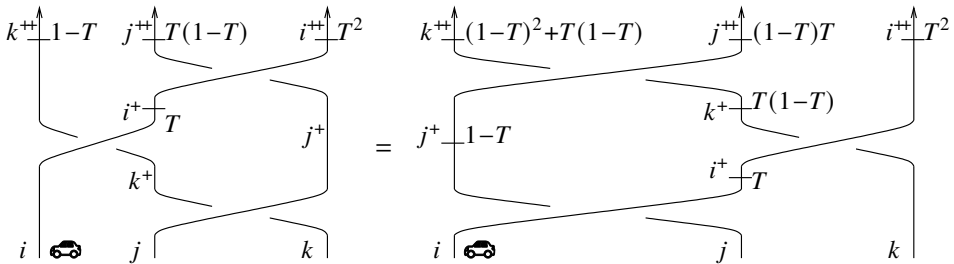 k⁺⁺ 1−T j⁺⁺ T(1−T) i⁺⁺ T² k⁺⁺ (1−T)²+T(1−T) j⁺⁺ (1−T)T i⁺⁺ T²
i⁺ T k⁺ T(1−T)
j⁺ = j⁺ 1−T
k⁺ i⁺ T
i j k i j k